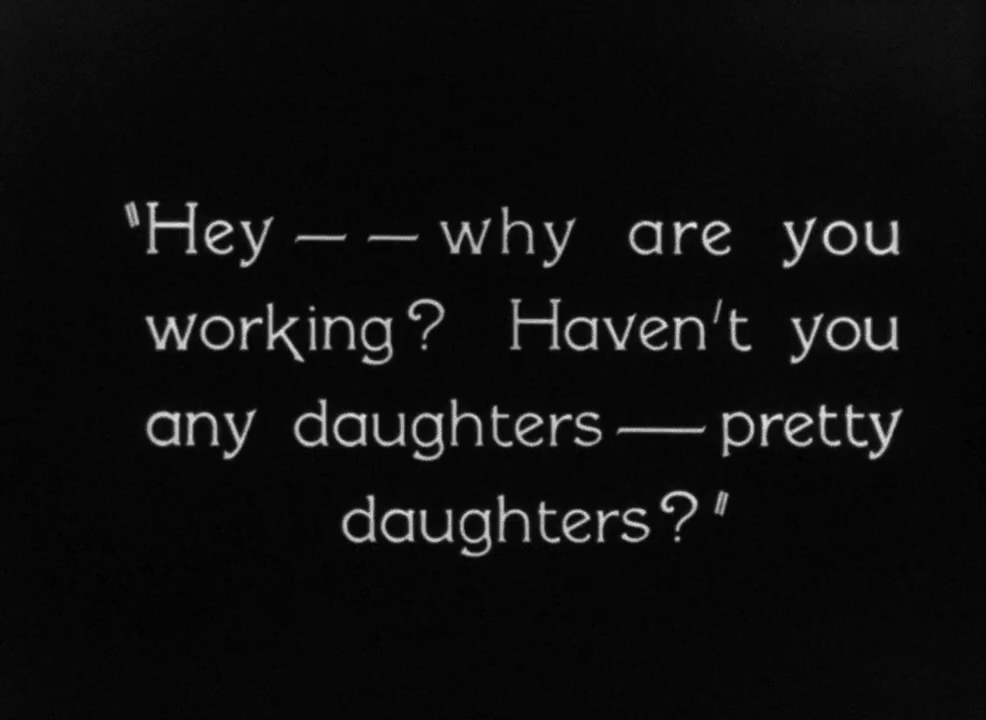 "Hey — — why are you
working? Haven't you
any daughters — pretty
daughters?"